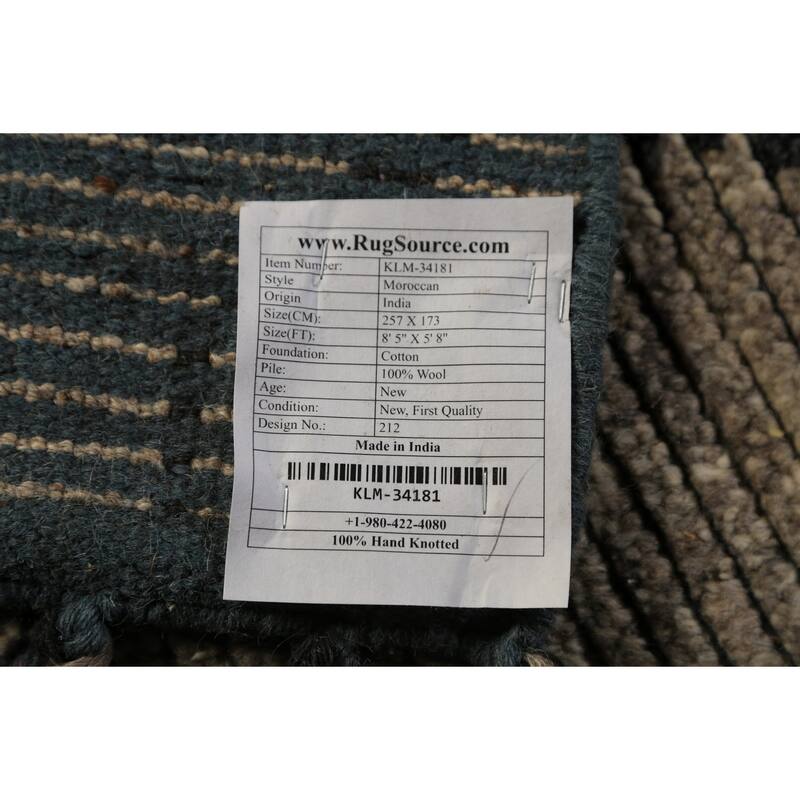 www.RugSource.com
Item Number: KLM-34181
Style Moroccan
Origin India
Size(CM): 257 X 173
Size(FT): 8' 5" X 5' 8"
Foundation: Cotton
Pile: 100% Wool
Age: New
Condition: New, First Quality
Design No.: 212
Made in India
KLM-34181
+1-980-422-4080
100% Hand Knotted